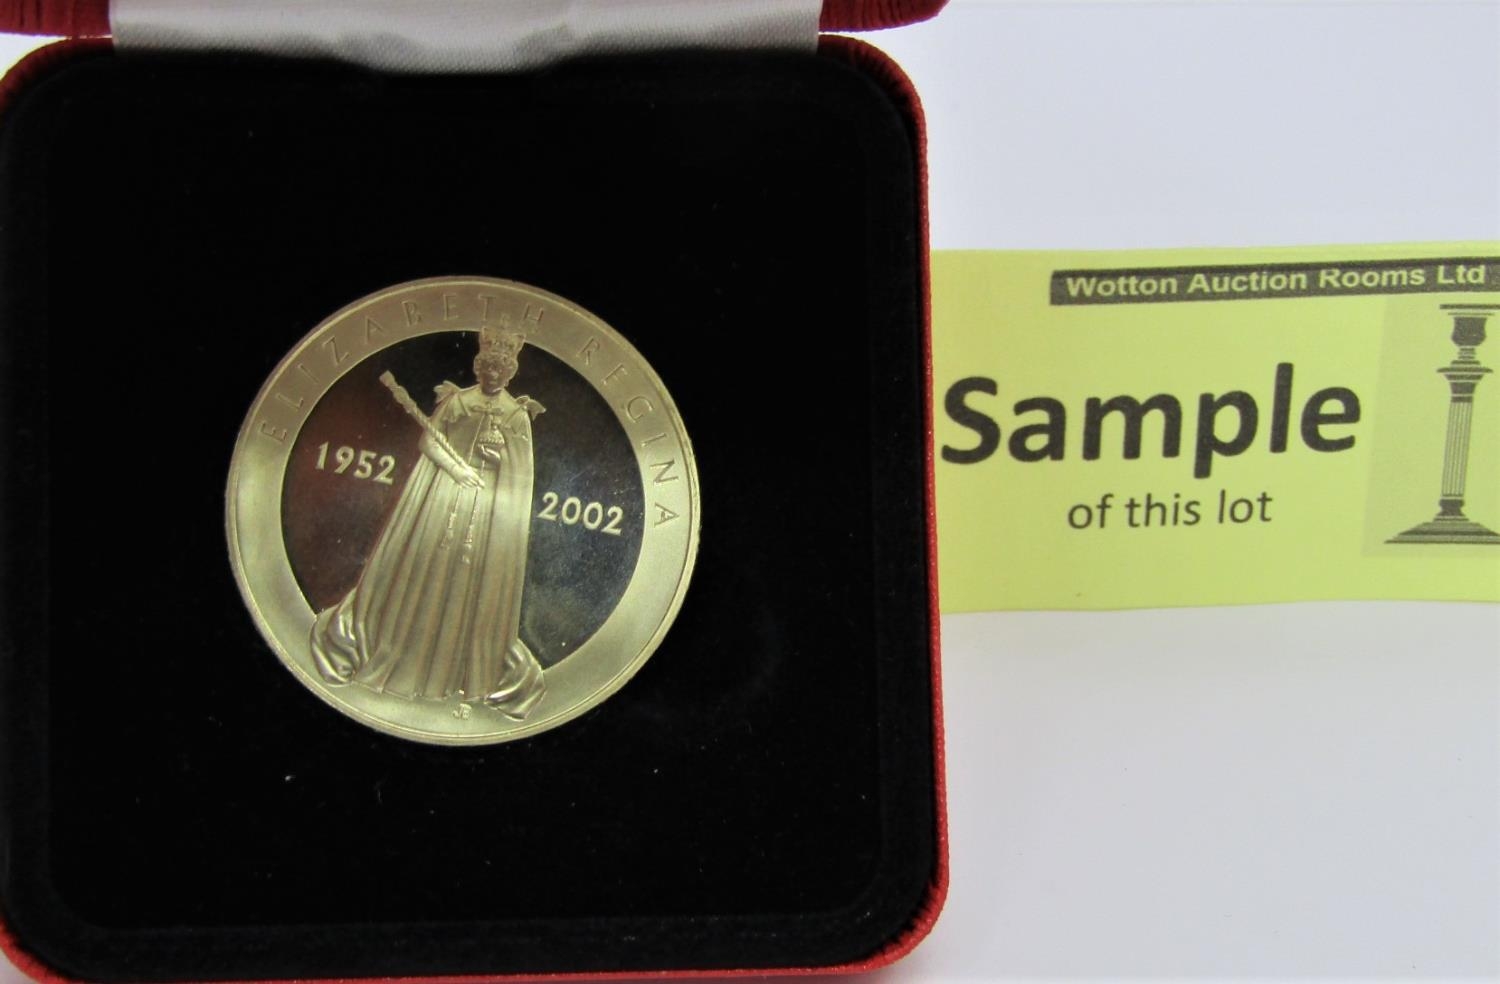 ELIZABETH REGINA
1952
2002
JB
Wotton Auction Rooms Ltd
Sample
of this lot